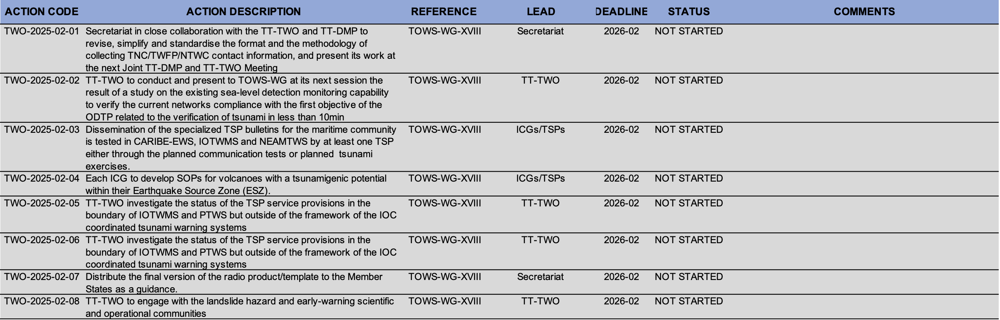 ACTION CODE ACTION DESCRIPTION REFERENCE LEAD DEADLINE STATUS COMMENTS
TWO-2025-02-01 Secretariat in close collaboration with the TT-TWO and TT-DMP to TOWS-WG-XVIII Secretariat 2026-02 NOT STARTED
revise, simplify and standardise the format and the methodology of
collecting TNC/TWFP/NTWC contact information, and present its work at
the next Joint TT-DMP and TT-TWO Meeting
TWO-2025-02-02 TT-TWO to conduct and present to TOWS-WG at its next session the TOWS-WG-XVIII TT-TWO 2026-02 NOT STARTED
result of a study on the existing sea-level detection monitoring capability
to verify the current networks compliance with the first objective of the
ODTP related to the verification of tsunami in less than 10min
TWO-2025-02-03 Dissemination of the specialized TSP bulletins for the maritime community TOWS-WG-XVIII ICGs/TSPs 2026-02 NOT STARTED
is tested in CARIBE-EWS, IOTWMS and NEAMTWS by at least one TSP
either through the planned communication tests or planned  tsunami
exercises.
TWO-2025-02-04 Each ICG to develop SOPs for volcanoes with a tsunamigenic potential TOWS-WG-XVIII ICGs/TSPs 2026-02 NOT STARTED
within their Earthquake Source Zone (ESZ).
TWO-2025-02-05 TT-TWO investigate the status of the TSP service provisions in the TOWS-WG-XVIII TT-TWO 2026-02 NOT STARTED
boundary of IOTWMS and PTWS but outside of the framework of the IOC
coordinated tsunami warning systems
TWO-2025-02-06 TT-TWO investigate the status of the TSP service provisions in the TOWS-WG-XVIII TT-TWO 2026-02 NOT STARTED
boundary of IOTWMS and PTWS but outside of the framework of the IOC
coordinated tsunami warning systems
TWO-2025-02-07 Distribute the final version of the radio product/template to the Member TOWS-WG-XVIII Secretariat 2026-02 NOT STARTED
States as a guidance.
TWO-2025-02-08 TT-TWO to engage with the landslide hazard and early-warning scientific TOWS-WG-XVIII TT-TWO 2026-02 NOT STARTED
and operational communities